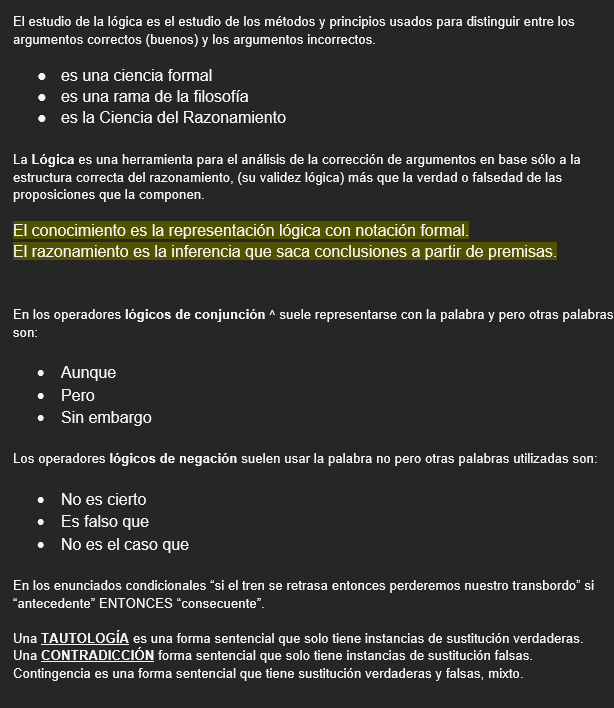 El estudio de la lógica es el estudio de los métodos y principios usados para distinguir entre los
argumentos correctos (buenos) y los argumentos incorrectos.
● es una ciencia formal
● es una rama de la filosofía
● es la Ciencia del Razonamiento
La Lógica es una herramienta para el análisis de la corrección de argumentos en base sólo a la
estructura correcta del razonamiento, (su validez lógica) más que la verdad o falsedad de las
proposiciones que la componen.
El conocimiento es la representación lógica con notación formal.
El razonamiento es la inferencia que saca conclusiones a partir de premisas.
En los operadores lógicos de conjunción ^ suele representarse con la palabra y pero otras palabras
son:
● Aunque
● Pero
● Sin embargo
Los operadores lógicos de negación suelen usar la palabra no pero otras palabras utilizadas son:
● No es cierto
● Es falso que
● No es el caso que
En los enunciados condicionales “si el tren se retrasa entonces perderemos nuestro transbordo” si
“antecedente” ENTONCES “consecuente”.
Una TAUTOLOGÍA es una forma sentencial que solo tiene instancias de sustitución verdaderas.
Una CONTRADICCIÓN forma sentencial que solo tiene instancias de sustitución falsas.
Contingencia es una forma sentencial que tiene sustitución verdaderas y falsas, mixto.